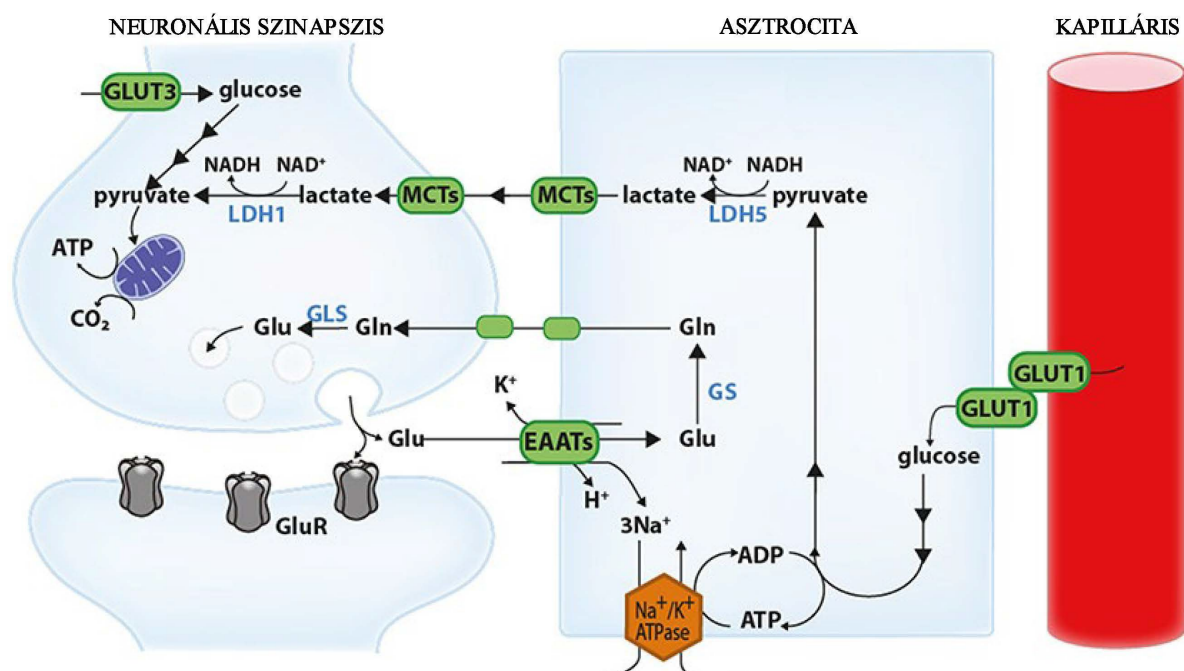 NEURONÁLIS SZINAPSZIS
ASZTROCITA
KAPILLÁRIS
GLUT3
glucose
NADH NAD⁺
pyruvate
lactate
LDH1
MCTs
MCTs
NAD⁺ NADH
lactate
pyruvate
LDH5
ATP
CO₂
Glu
GLS
Gln
Gln
GS
K⁺
Glu
EAATs
Glu
H⁺
3Na⁺
GluR
GLUT1
GLUT1
glucose
ADP
ATP
Na⁺/K⁺
ATPase